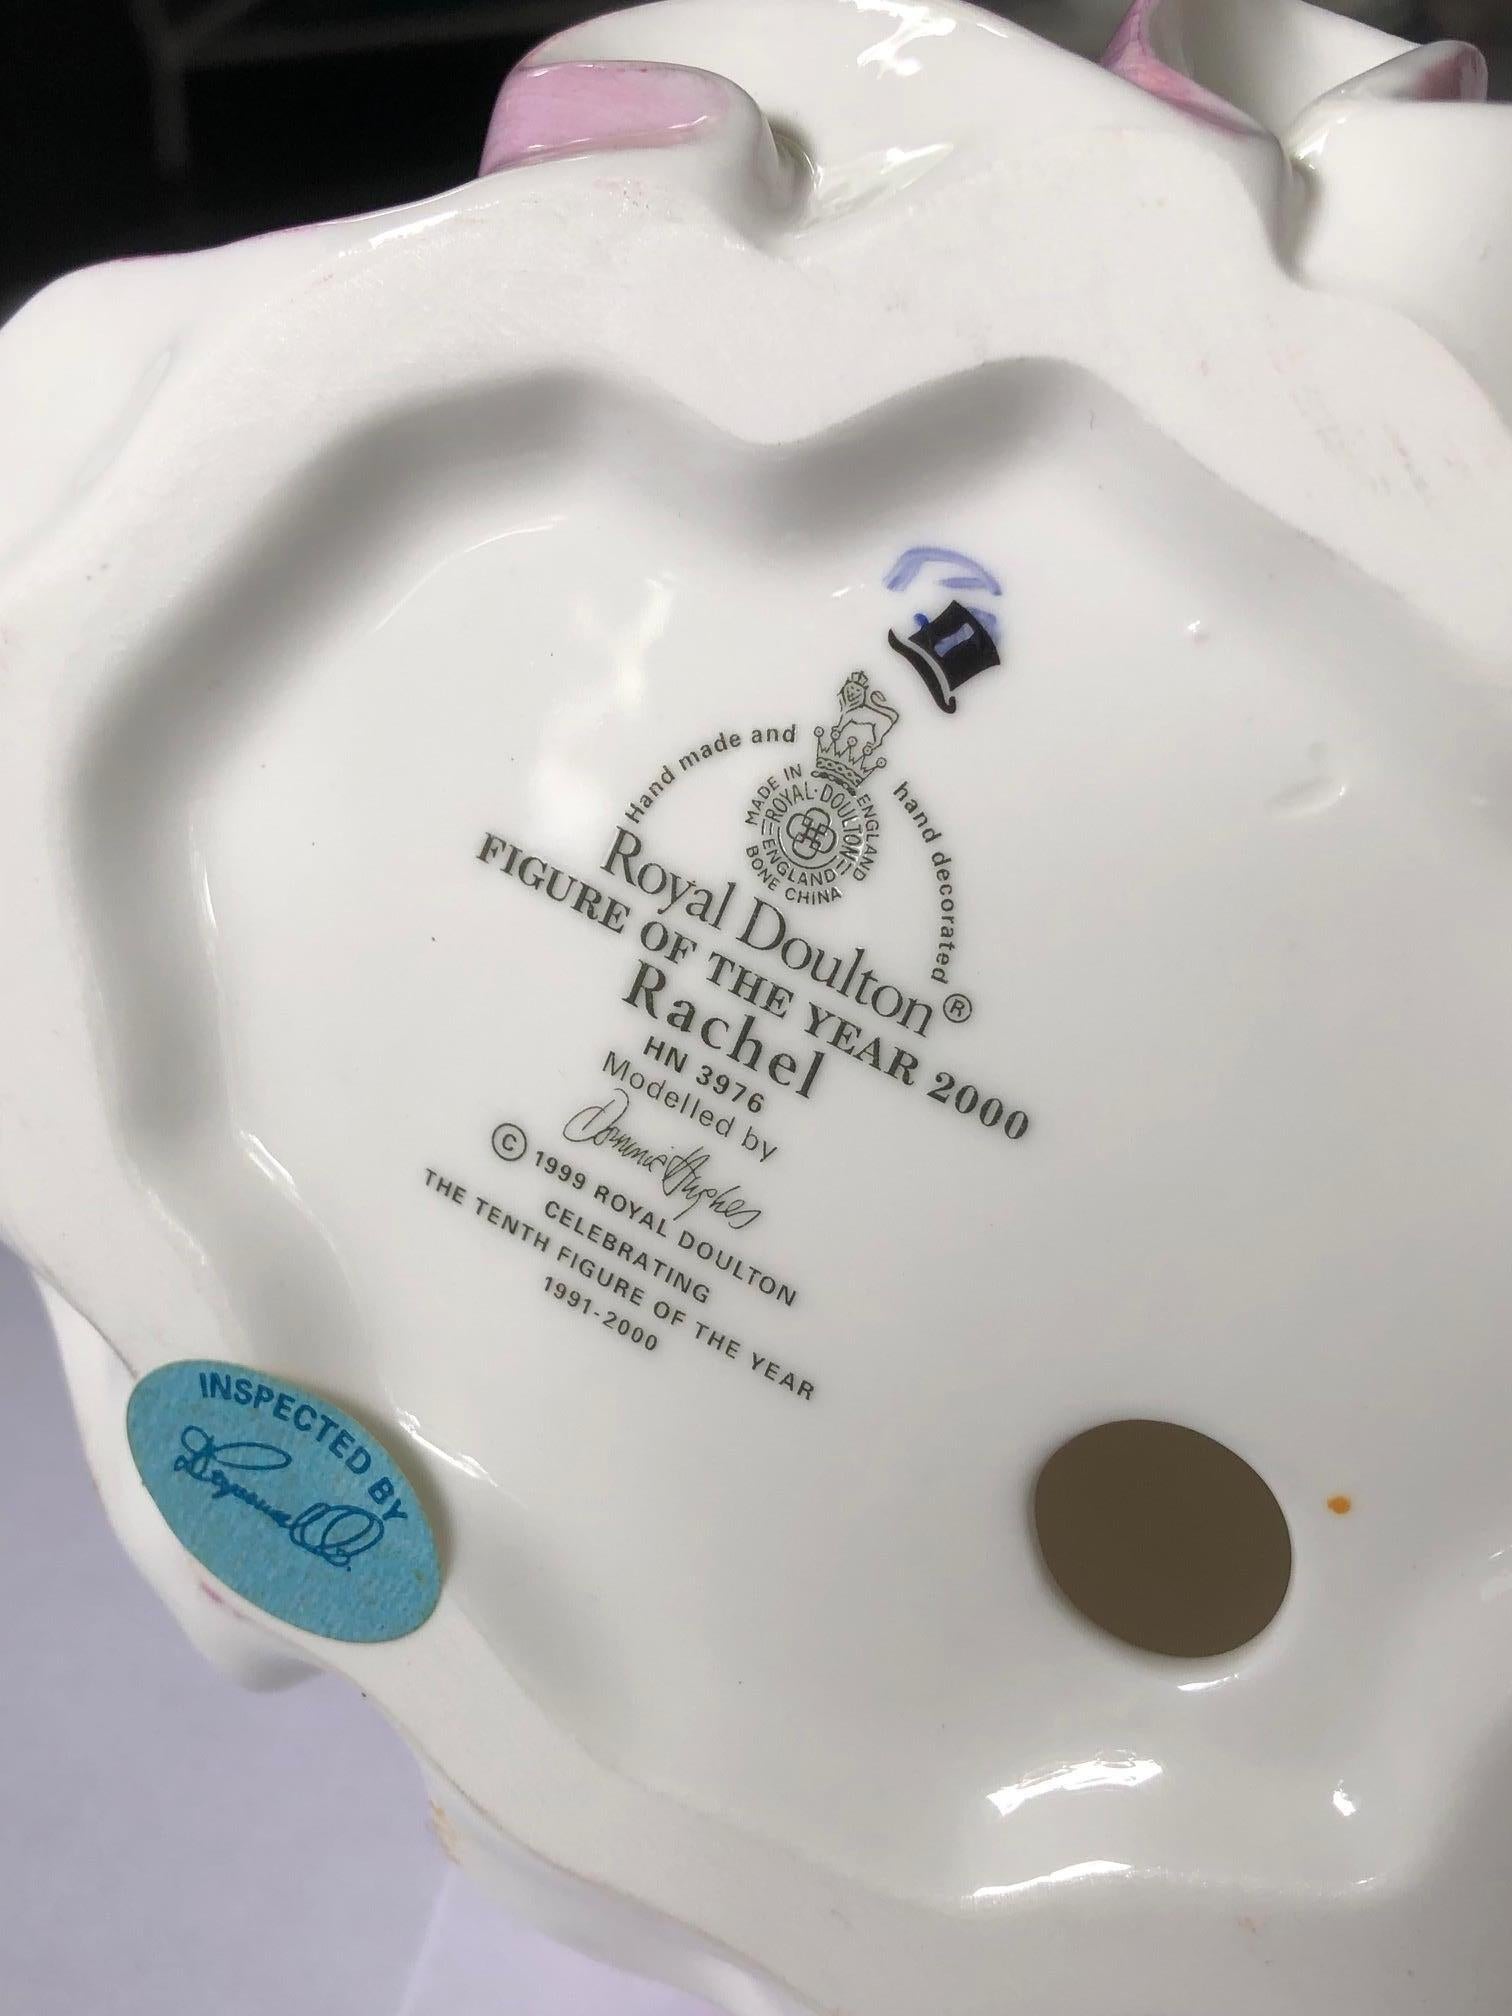 Hand made and hand decorated
MADE IN ENGLAND
ROYAL·DOULTON
ENGLAND
BONE CHINA
Royal Doulton®
FIGURE OF THE YEAR 2000
Rachel
HN 3976
Modelled by
© 1999 ROYAL DOULTON
CELEBRATING
THE TENTH FIGURE OF THE YEAR
1991-2000
INSPECTED BY